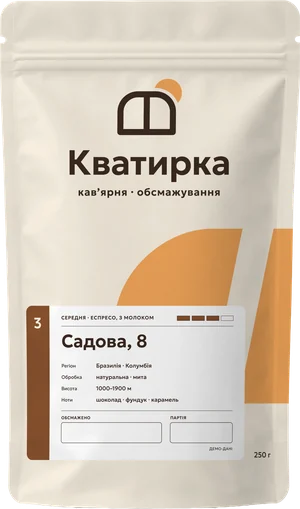 Кватирка
кав’ярня · обсмажування
3
СЕРЕДНЯ · ЕСПРЕСО, З МОЛОКОМ
Садова, 8
Регіон Бразилія · Колумбія
Обробка натуральна · мита
Висота 1000–1900 м
Ноти шоколад · фундук · карамель
ОБСМАЖЕНО ПАРТІЯ
ДЕМО-ДАНІ
250 г